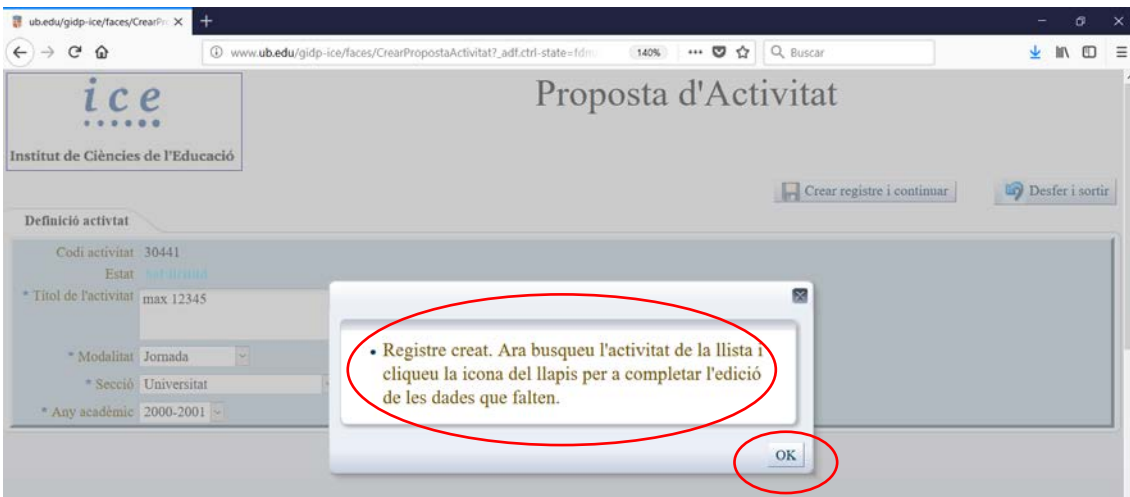 ub.edu/gidp-ice/faces/CrearPr
www.ub.edu/gidp-ice/faces/CrearPropostaActivitat?_adf.ctrl-state=fdm
140%
Buscar
ice
Institut de Ciències de l'Educació
Proposta d'Activitat
Crear registre i continuar
Desfer i sortir
Definició activtat
Codi activitat 30441
Estat
* Títol de l'activitat max 12345
* Modalitat Jornada
* Secció Universitat
* Any acadèmic 2000-2001
• Registre creat. Ara busqueu l'activitat de la llista i
cliqueu la icona del llapis per a completar l'edició
de les dades que falten.
OK